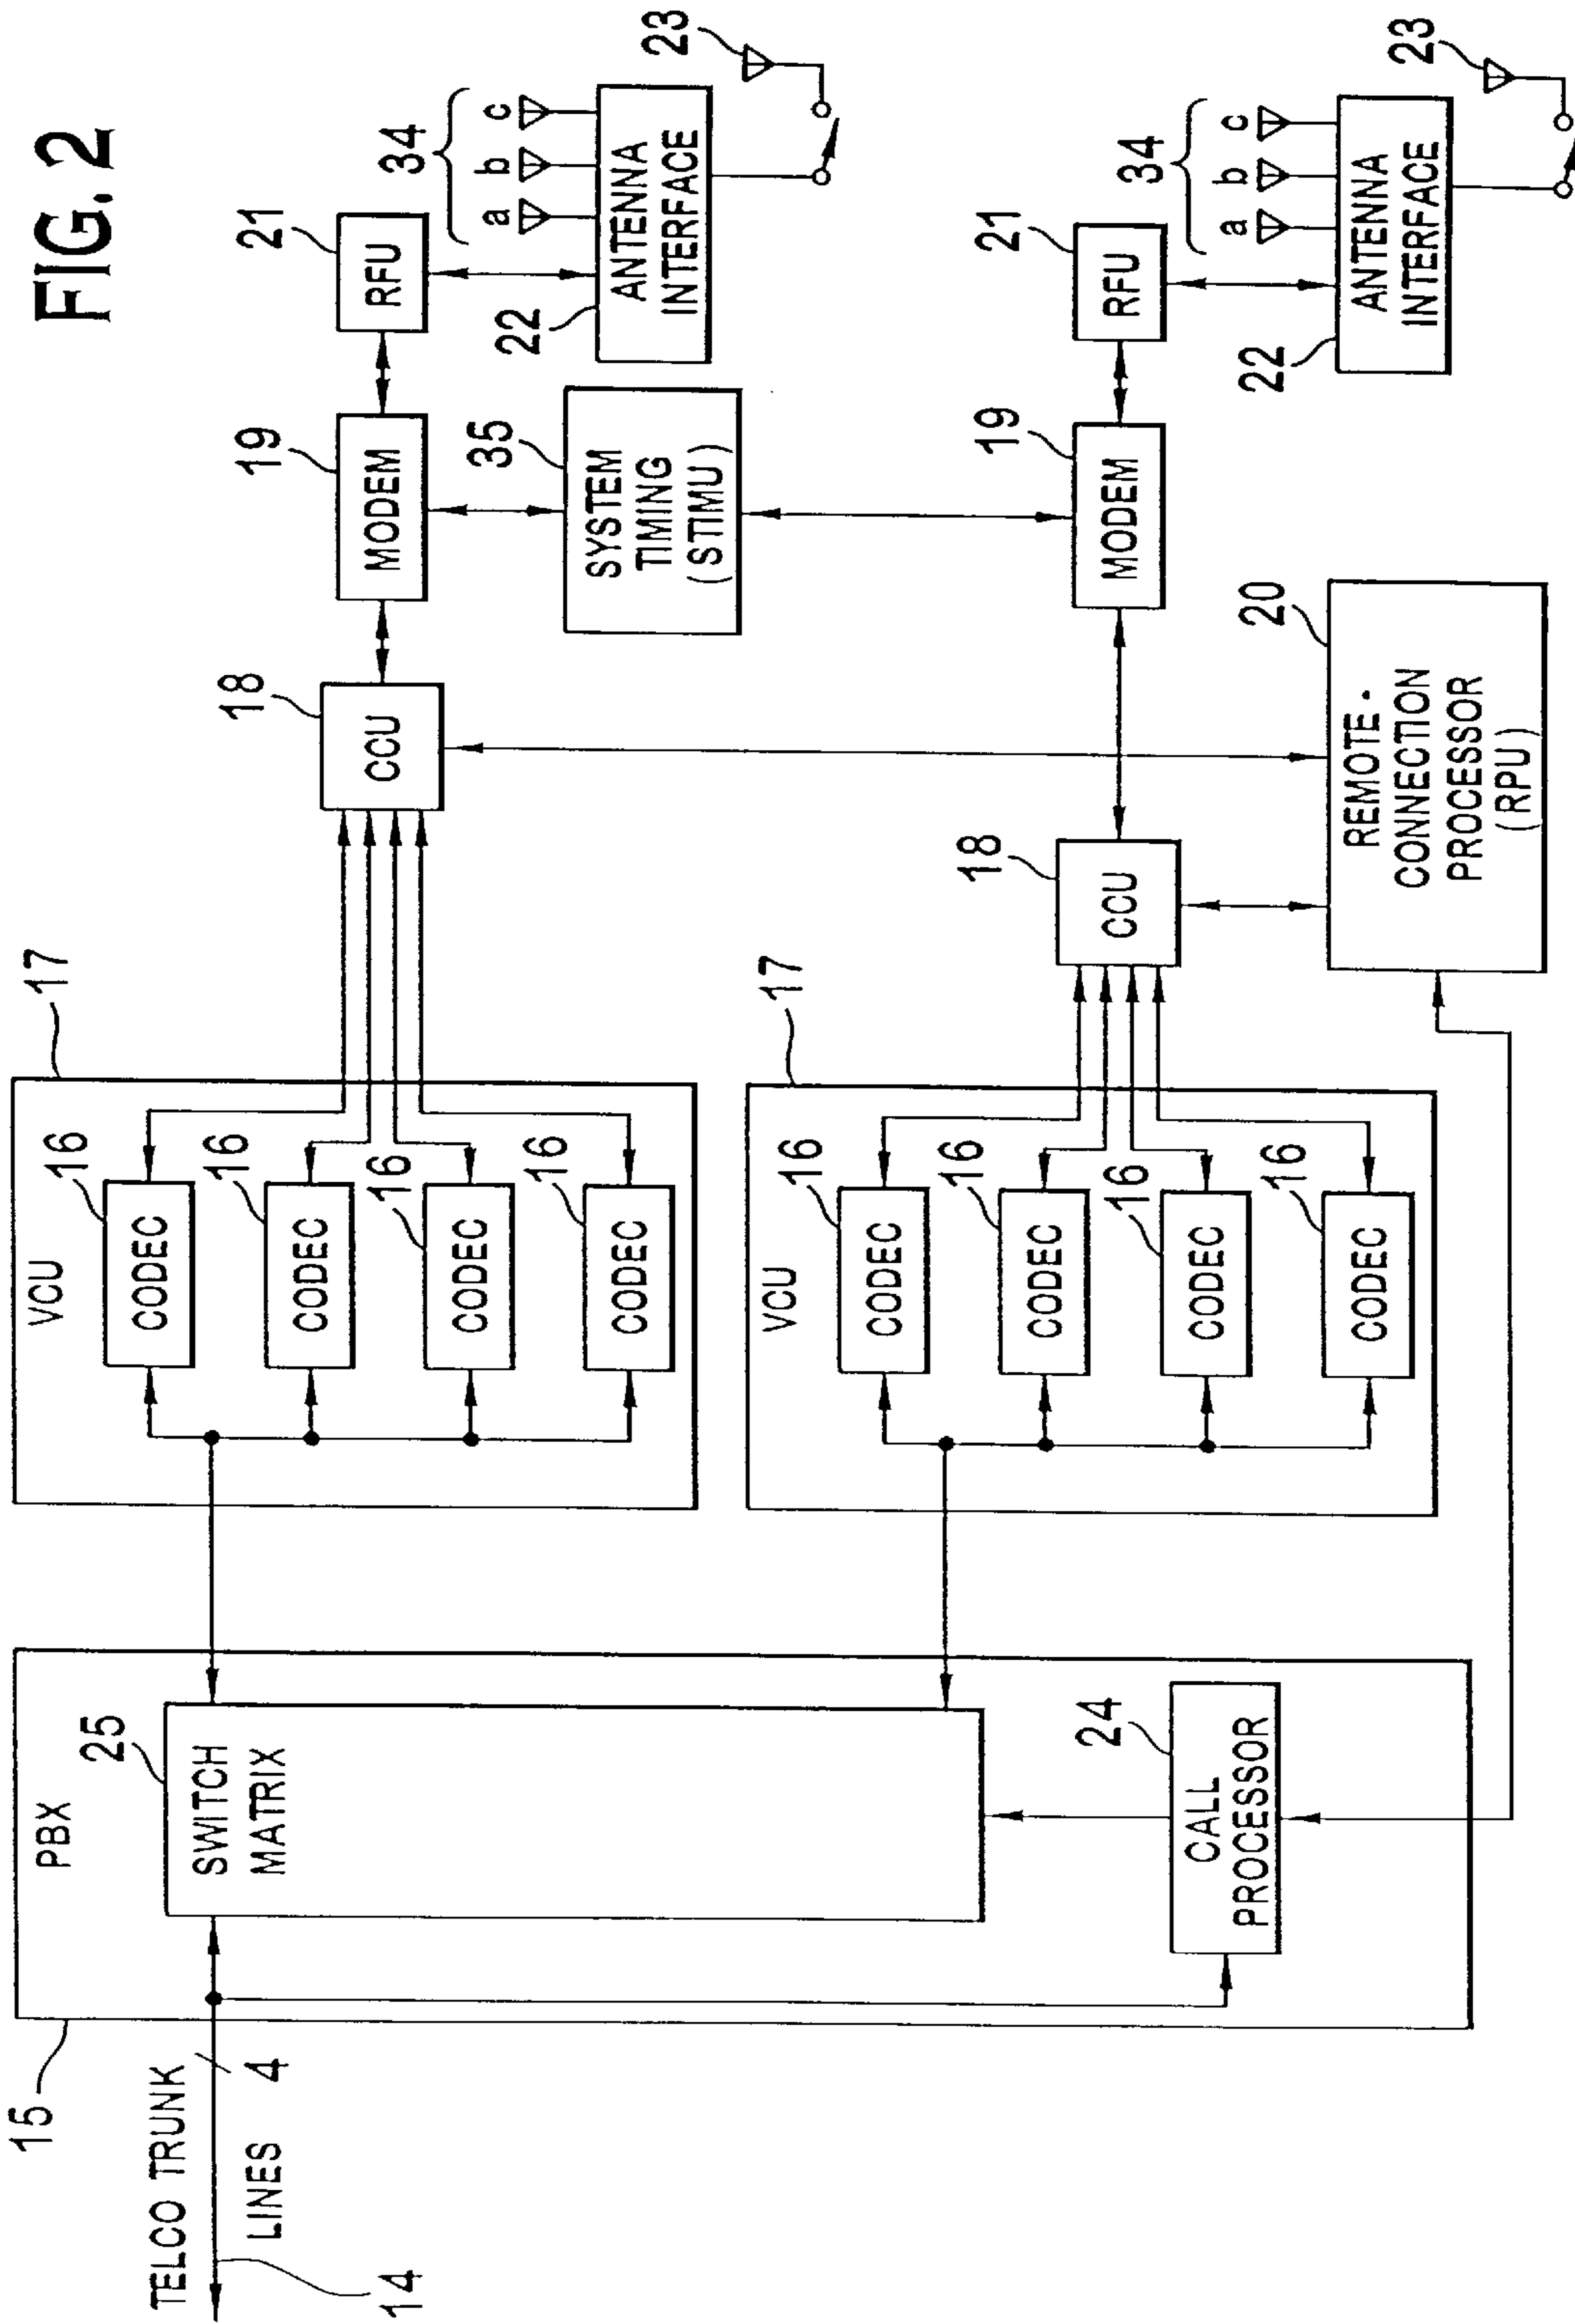 FIG. 2
TELCO TRUNK
LINES 4
14
15
PBX
25
SWITCH
MATRIX
24
CALL
PROCESSOR
17
VCU
16
CODEC
16
CODEC
16
CODEC
16
CODEC
18
CCU
19
MODEM
21
RFU
35
SYSTEM
TIMING
(STIMU)
34
a b c
22
ANTENNA
INTERFACE
23
17
VCU
16
CODEC
16
CODEC
16
CODEC
16
CODEC
18
CCU
19
MODEM
21
RFU
34
a b c
22
ANTENNA
INTERFACE
23
20
REMOTE-
CONNECTION
PROCESSOR
(RPU)